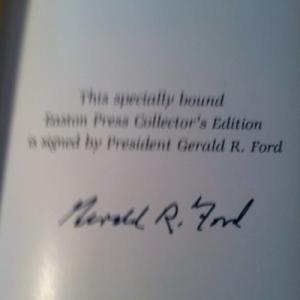 This specially bound
Easton Press Collector's Edition
is signed by President Gerald R. Ford
Gerald R. Ford